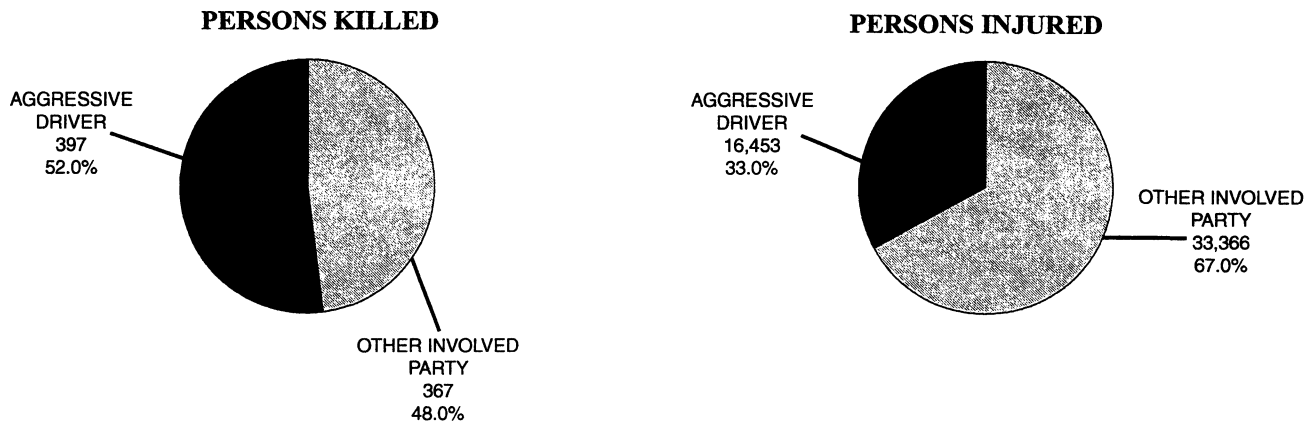 PERSONS KILLED
AGGRESSIVE
DRIVER
397
52.0%
OTHER INVOLVED
PARTY
367
48.0%
PERSONS INJURED
AGGRESSIVE
DRIVER
16,453
33.0%
OTHER INVOLVED
PARTY
33,366
67.0%